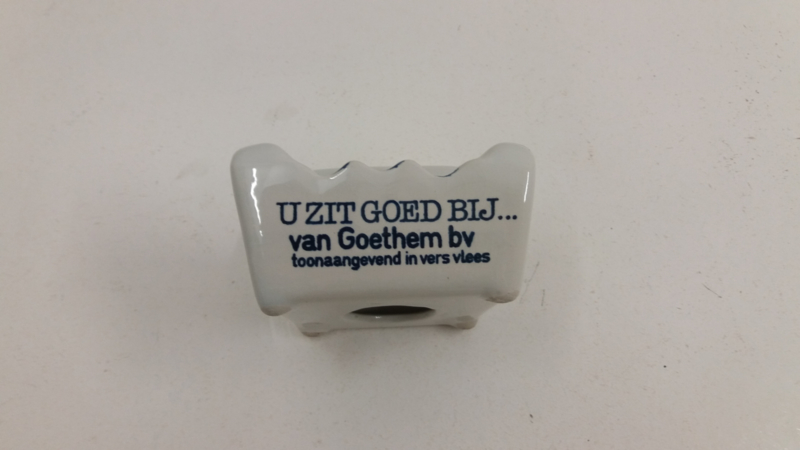 U ZIT GOED BIJ...
van Goethem bv
toonaangevend in vers vlees